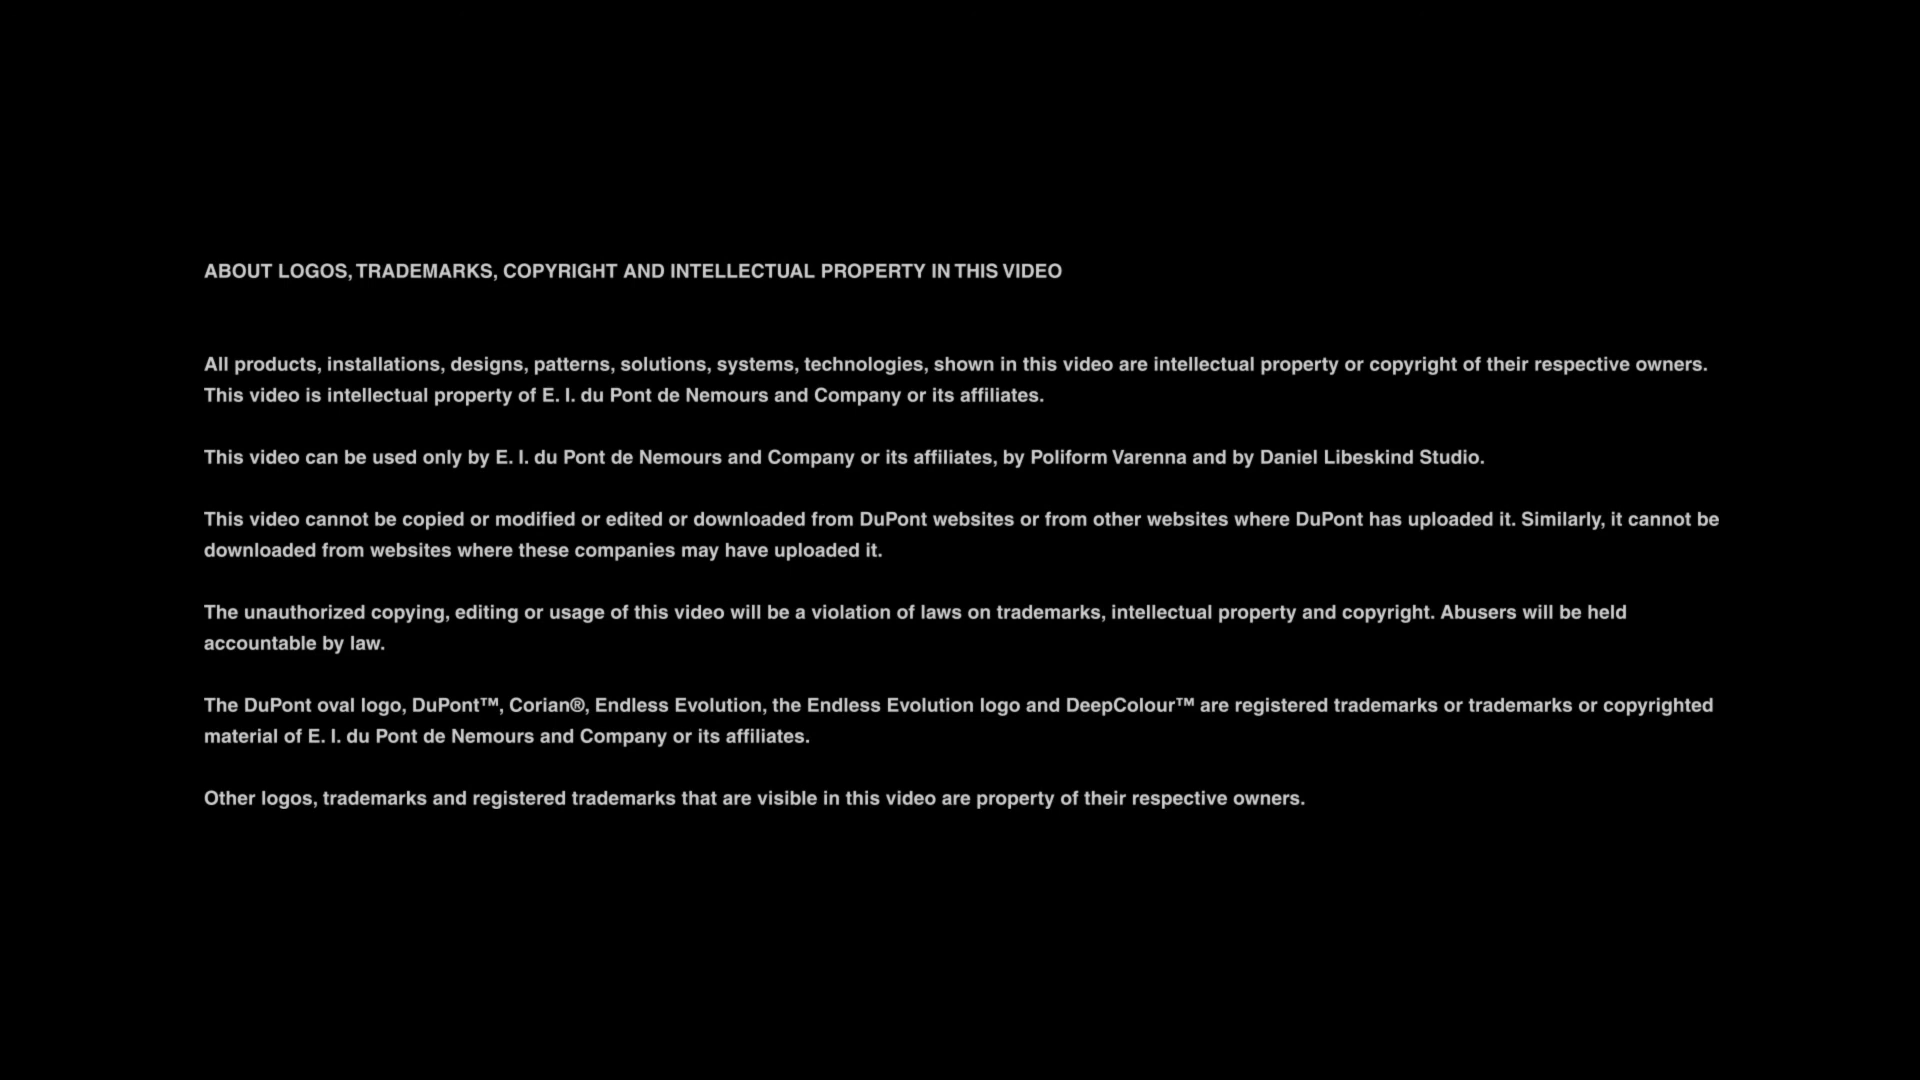 ABOUT LOGOS, TRADEMARKS, COPYRIGHT AND INTELLECTUAL PROPERTY IN THIS VIDEO
All products, installations, designs, patterns, solutions, systems, technologies, shown in this video are intellectual property or copyright of their respective owners.
This video is intellectual property of E. I. du Pont de Nemours and Company or its affiliates.
This video can be used only by E. I. du Pont de Nemours and Company or its affiliates, by Poliform Varenna and by Daniel Libeskind Studio.
This video cannot be copied or modified or edited or downloaded from DuPont websites or from other websites where DuPont has uploaded it. Similarly, it cannot be
downloaded from websites where these companies may have uploaded it.
The unauthorized copying, editing or usage of this video will be a violation of laws on trademarks, intellectual property and copyright. Abusers will be held
accountable by law.
The DuPont oval logo, DuPont™, Corian®, Endless Evolution, the Endless Evolution logo and DeepColour™ are registered trademarks or trademarks or copyrighted
material of E. I. du Pont de Nemours and Company or its affiliates.
Other logos, trademarks and registered trademarks that are visible in this video are property of their respective owners.